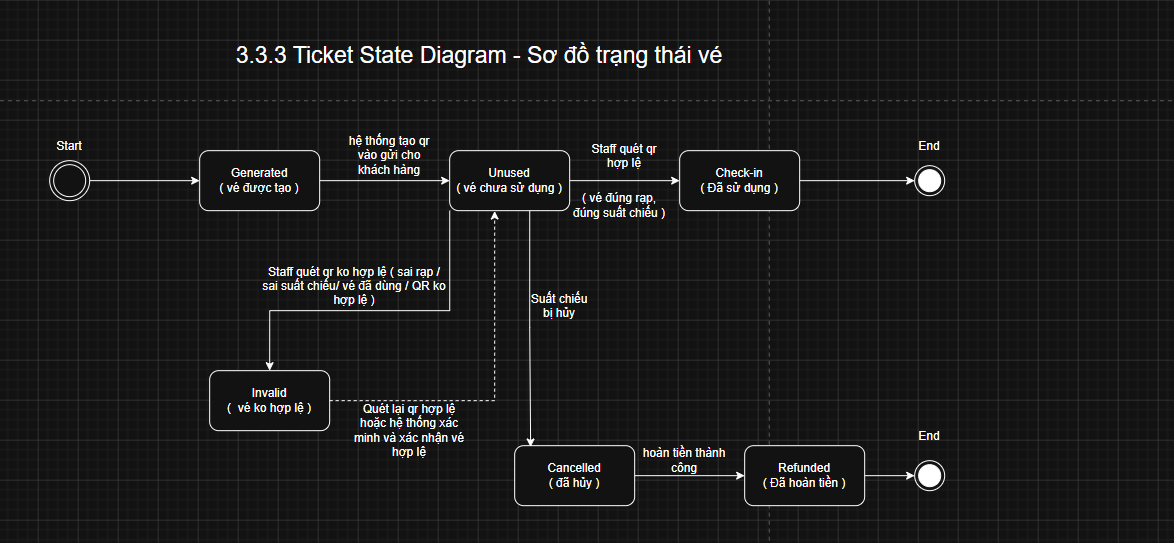 3.3.3 Ticket State Diagram - Sơ đồ trạng thái vé
Start
Generated
( vé được tạo )
hệ thống tạo qr
vào gửi cho
khách hàng
Unused
( vé chưa sử dụng )
Staff quét qr
hợp lệ
( vé đúng rạp,
đúng suất chiếu )
Check-in
( Đã sử dụng )
End
Staff quét qr ko hợp lệ ( sai rạp /
sai suất chiếu/ vé đã dùng / QR ko
hợp lệ )
Suất chiếu
bị hủy
Invalid
( vé ko hợp lệ )
Quét lại qr hợp lệ
hoặc hệ thống xác
minh và xác nhận vé
hợp lệ
Cancelled
( đã hủy )
hoàn tiền thành
công
Refunded
( Đã hoàn tiền )
End